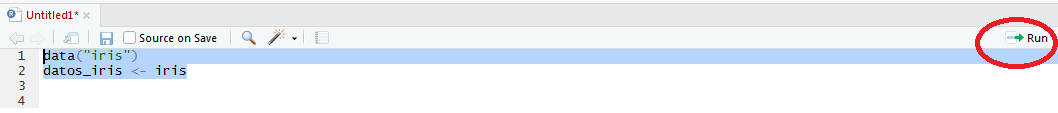 Untitled1*
Source on Save
Run
1 data("iris")
2 datos_iris <- iris
3
4